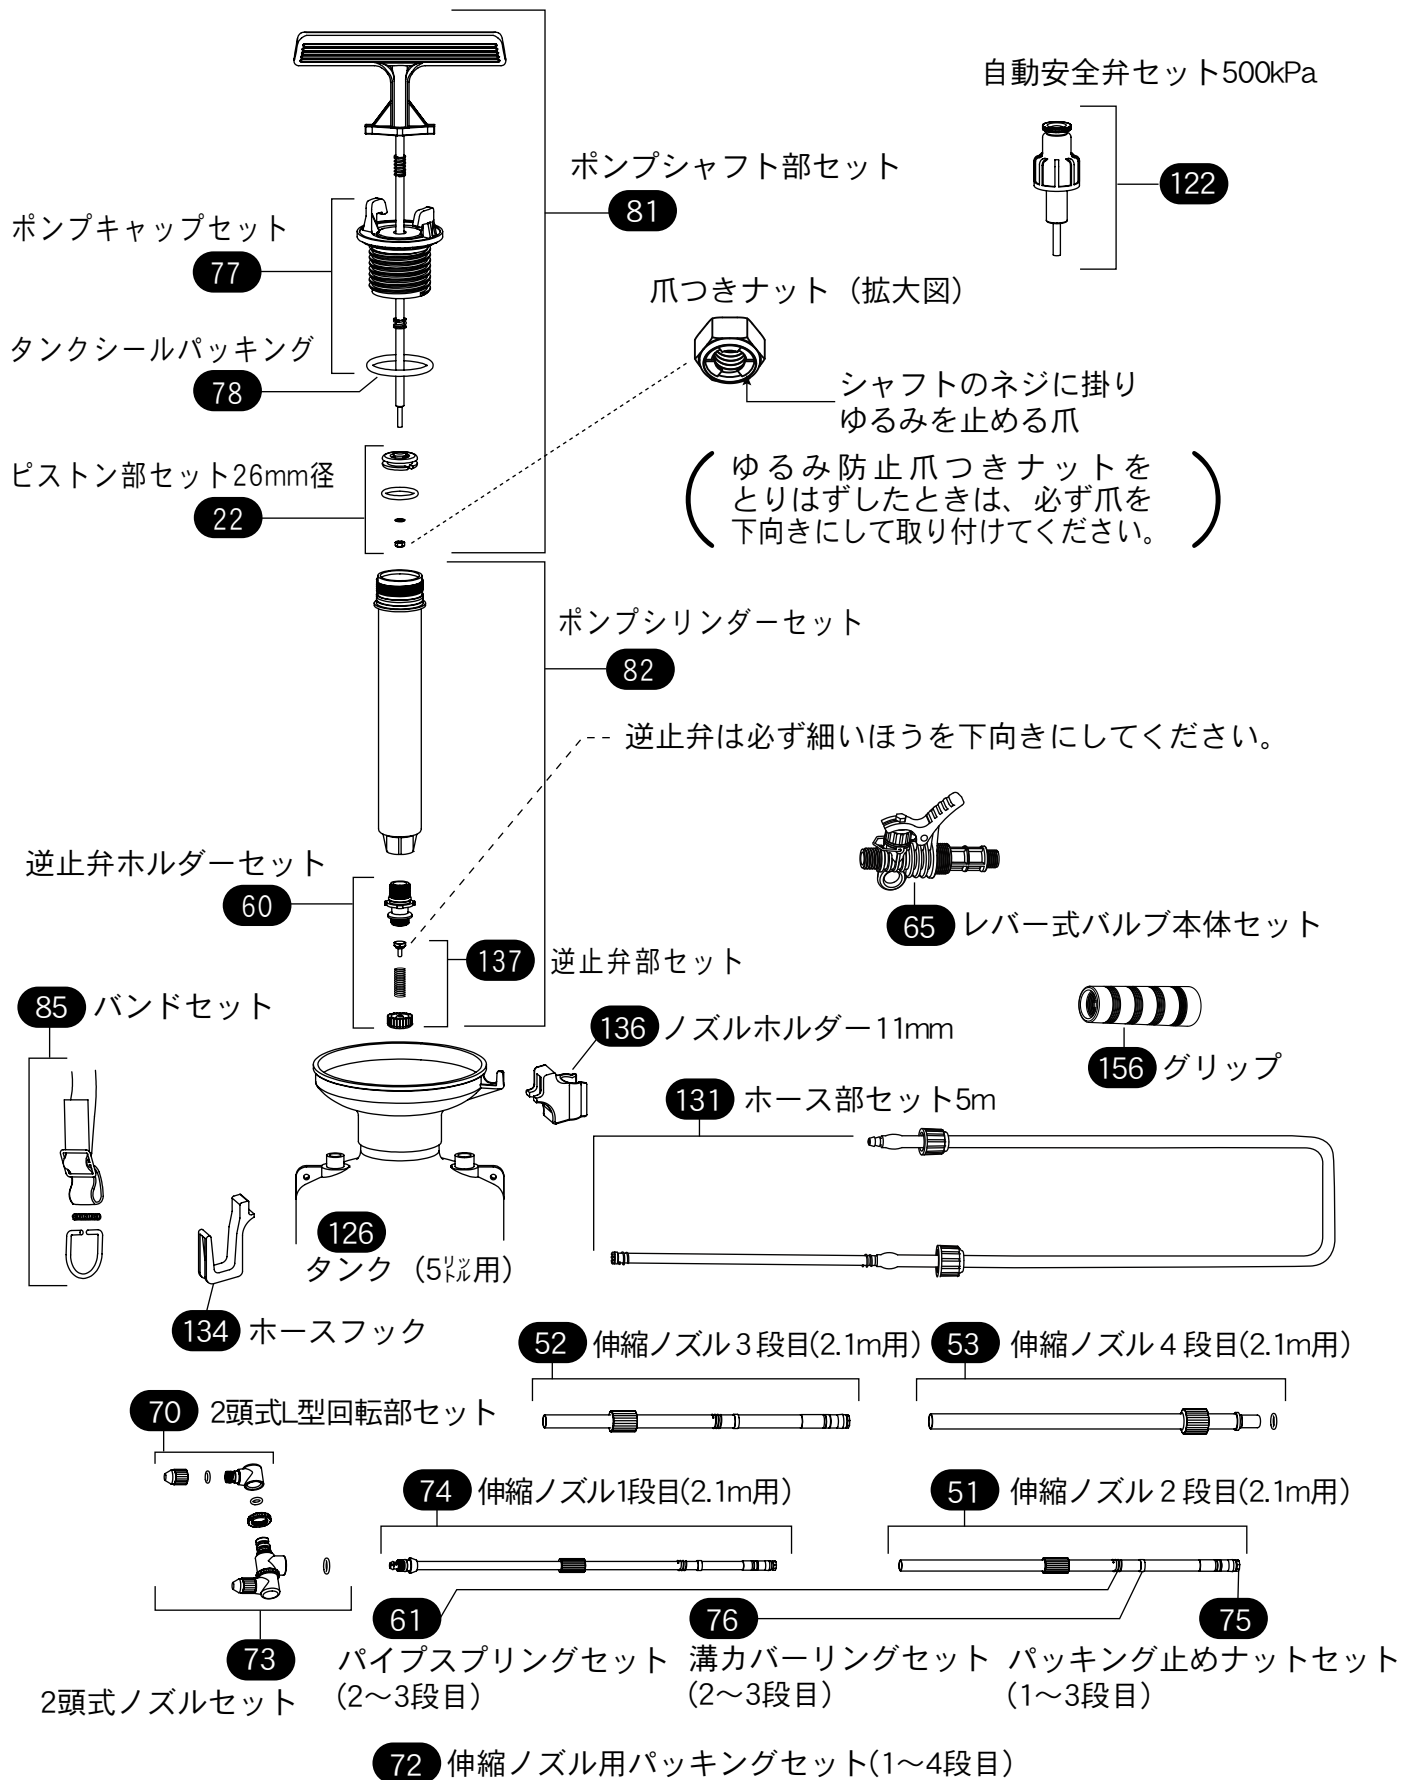 自動安全弁セット500kPa
122
ポンプシャフト部セット
81
ポンプキャップセット
77
爪つきナット（拡大図）
タンクシールパッキング
78
シャフトのネジに掛り
ゆるみを止める爪
ピストン部セット26mm径
22
（ゆるみ防止爪つきナットを
とりはずしたときは、必ず爪を
下向きにして取り付けてください。）
ポンプシリンダーセット
82
逆止弁は必ず細いほうを下向きにしてください。
逆止弁ホルダーセット
60
65 レバー式バルブ本体セット
137 逆止弁部セット
85 バンドセット
136 ノズルホルダー11mm
156 グリップ
131 ホース部セット5m
126
タンク（5リットル用）
134 ホースフック
52 伸縮ノズル３段目(2.1m用)
53 伸縮ノズル４段目(2.1m用)
70 2頭式L型回転部セット
74 伸縮ノズル1段目(2.1m用)
51 伸縮ノズル２段目(2.1m用)
61
パイプスプリングセット
(2〜3段目)
76
溝カバーリングセット
(2〜3段目)
75
パッキング止めナットセット
(1〜3段目)
73
2頭式ノズルセット
72 伸縮ノズル用パッキングセット(1〜4段目)